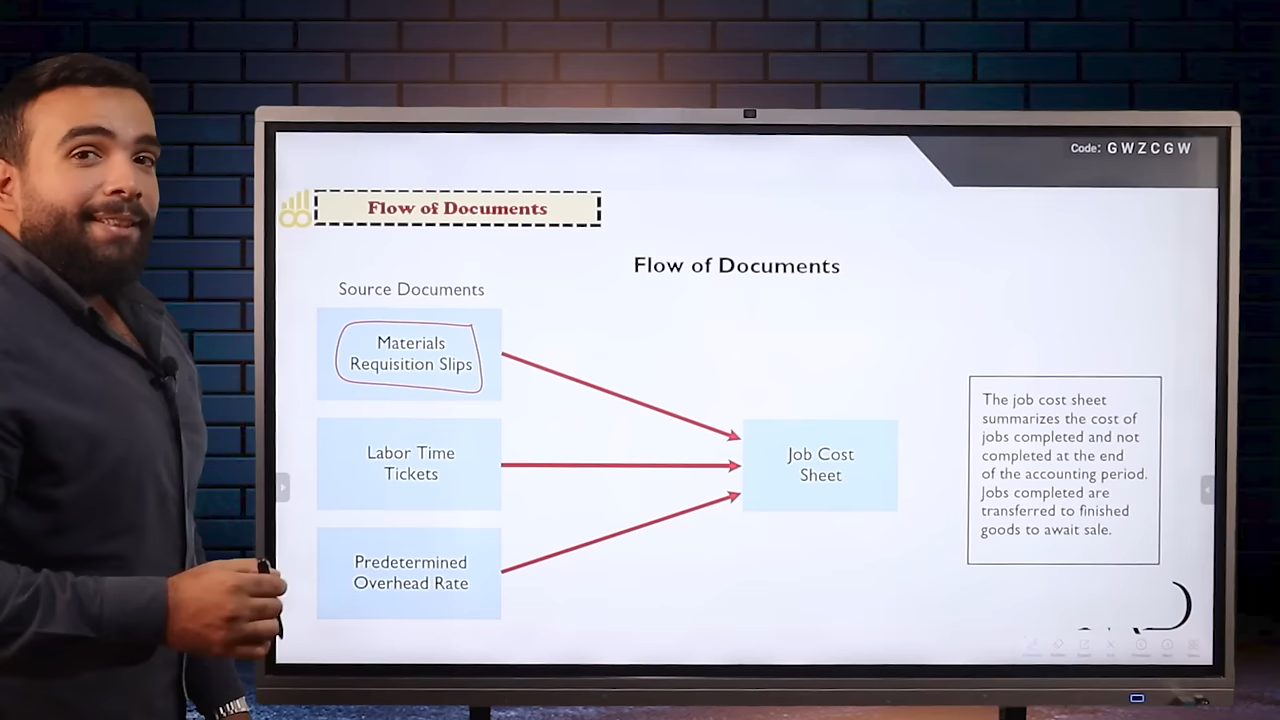 Code: GWZCGW
Flow of Documents
Flow of Documents
Source Documents
Materials
Requisition Slips
Labor Time
Tickets
Predetermined
Overhead Rate
Job Cost
Sheet
The job cost sheet
summarizes the cost of
jobs completed and not
completed at the end
of the accounting period.
Jobs completed are
transferred to finished
goods to await sale.